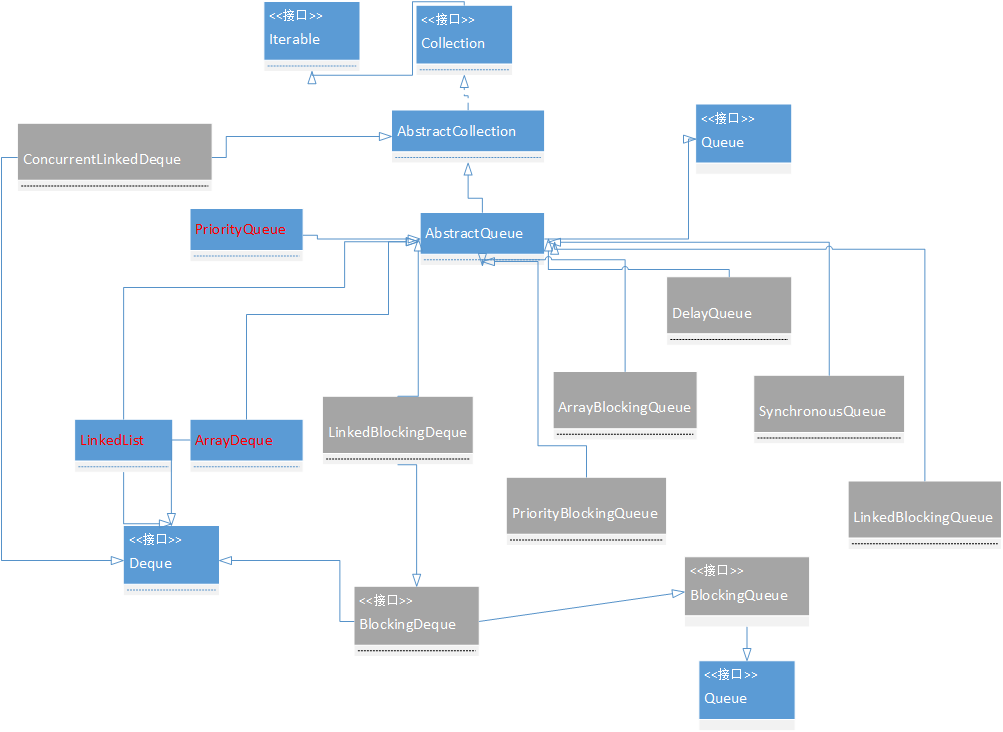 <<接口>>
Iterable
<<接口>>
Collection
AbstractCollection
<<接口>>
Queue
ConcurrentLinkedDeque
PriorityQueue
AbstractQueue
DelayQueue
ArrayBlockingQueue
SynchronousQueue
LinkedList
ArrayDeque
LinkedBlockingDeque
PriorityBlockingQueue
LinkedBlockingQueue
<<接口>>
Deque
<<接口>>
BlockingDeque
<<接口>>
BlockingQueue
<<接口>>
Queue